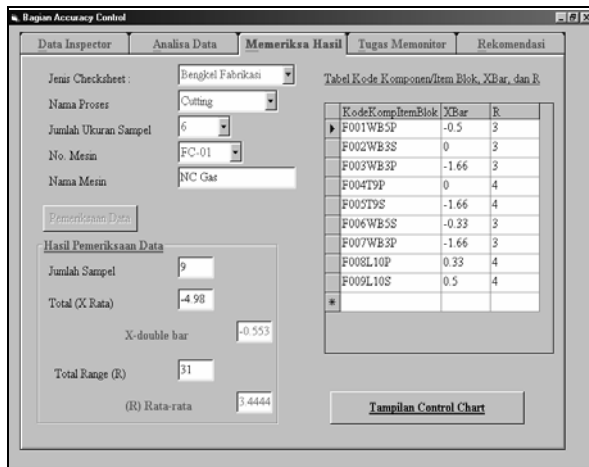 Bagian Accuracy Control
Data Inspector Analisa Data Memeriksa Hasil Tugas Memonitor Rekomendasi
Jenis Checksheet : Bengkel Fabrikasi
Nama Proses Cutting
Jumlah Ukuran Sampel 6
No. Mesin FC-01
Nama Mesin NC Gas
Pemeriksaan Data
Hasil Pemeriksaan Data
Jumlah Sampel 9
Total (X Rata) -4.98
X-double bar -0.553
Total Range (R) 31
(R) Rata-rata 3.4444
Tabel Kode Komponen/Item Blok, XBar, dan R
KodeKompItemBlok XBar R
F001WB5P -0.5 3
F002WB3S 0 3
F003WB3P -1.66 3
F004T9P 0 4
F005T9S -1.66 4
F006WB5S -0.33 3
F007WB3P -1.66 3
F008L10P 0.33 4
F009L10S 0.5 4
Tampilan Control Chart